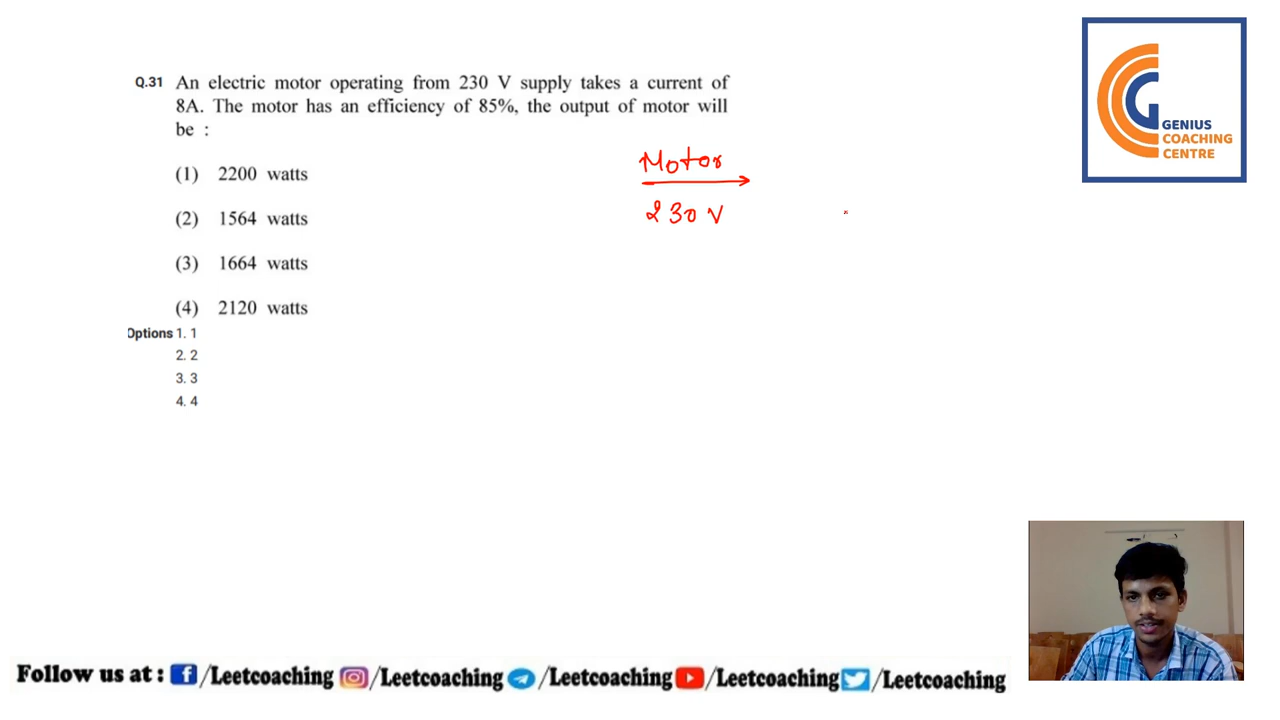 Q.31 An electric motor operating from 230 V supply takes a current of
8A. The motor has an efficiency of 85%, the output of motor will
be :
(1) 2200 watts
(2) 1564 watts
(3) 1664 watts
(4) 2120 watts
Options 1. 1
2. 2
3. 3
4. 4
Motor
230 V
GENIUS
COACHING
CENTRE
Follow us at : /Leetcoaching /Leetcoaching /Leetcoaching /Leetcoaching /Leetcoaching